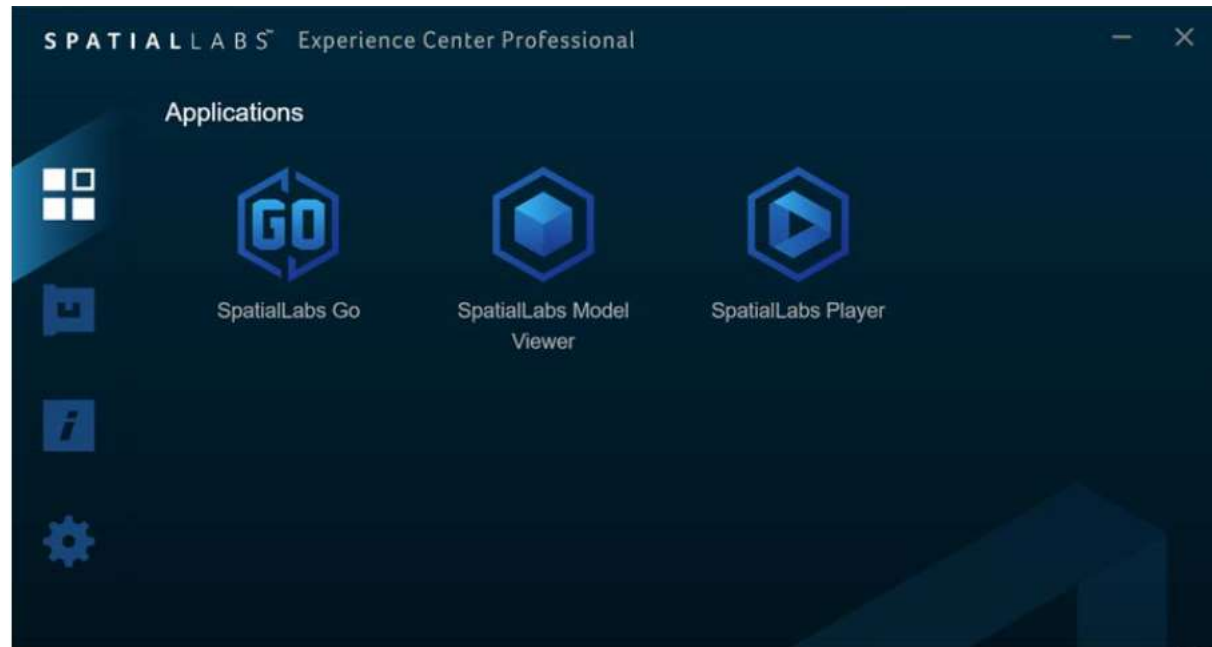 SPATIALLABS™ Experience Center Professional
Applications
GO
SpatialLabs Go
SpatialLabs Model
Viewer
SpatialLabs Player
i